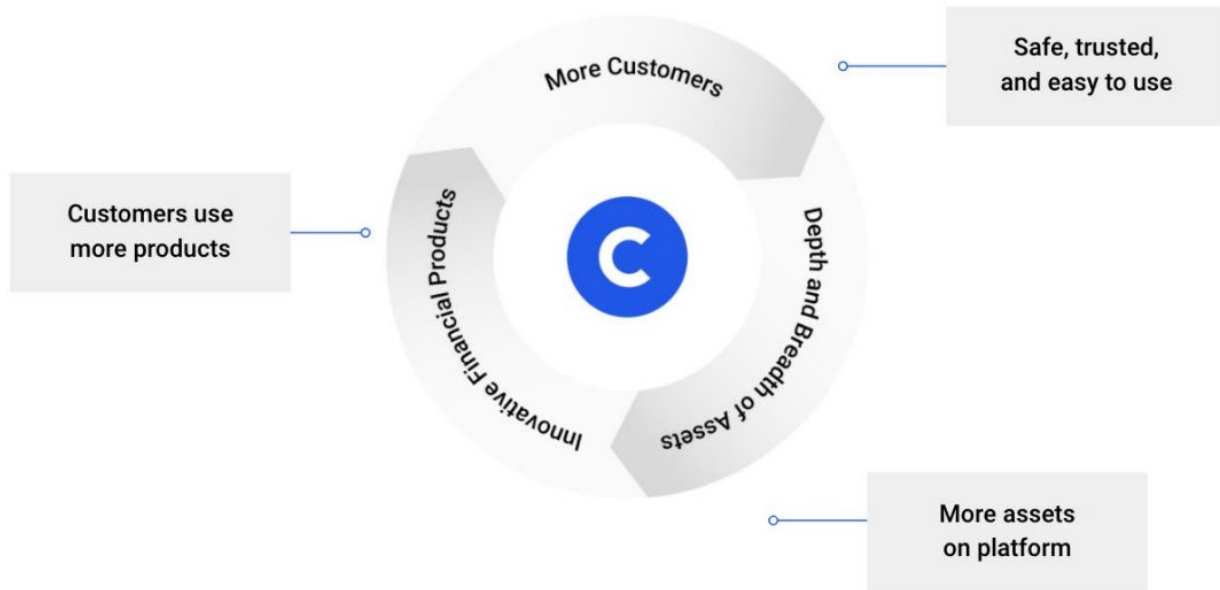 More Customers
Safe, trusted,
and easy to use
Customers use
more products
Innovative Financial Products
Depth and Breadth of Assets
More assets
on platform